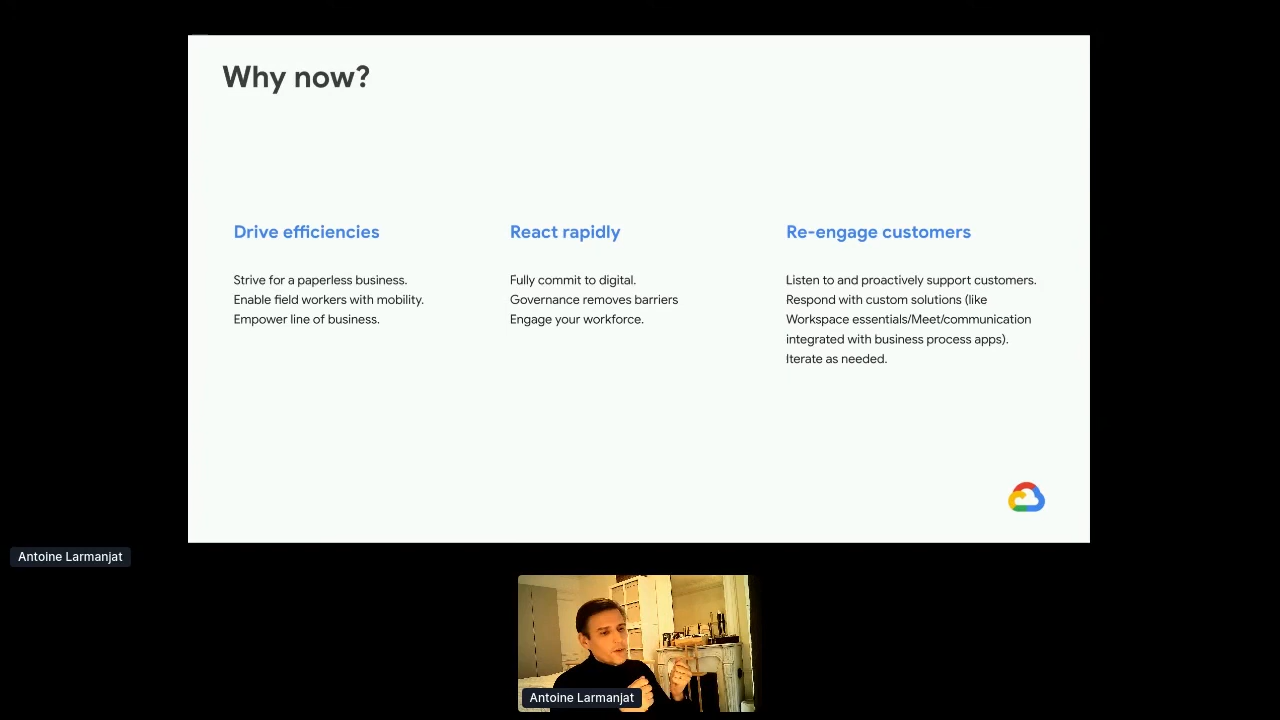 Why now?
Drive efficiencies
Strive for a paperless business.
Enable field workers with mobility.
Empower line of business.
React rapidly
Fully commit to digital.
Governance removes barriers
Engage your workforce.
Re-engage customers
Listen to and proactively support customers.
Respond with custom solutions (like
Workspace essentials/Meet/communication
integrated with business process apps).
Iterate as needed.
Antoine Larmanjat
Antoine Larmanjat